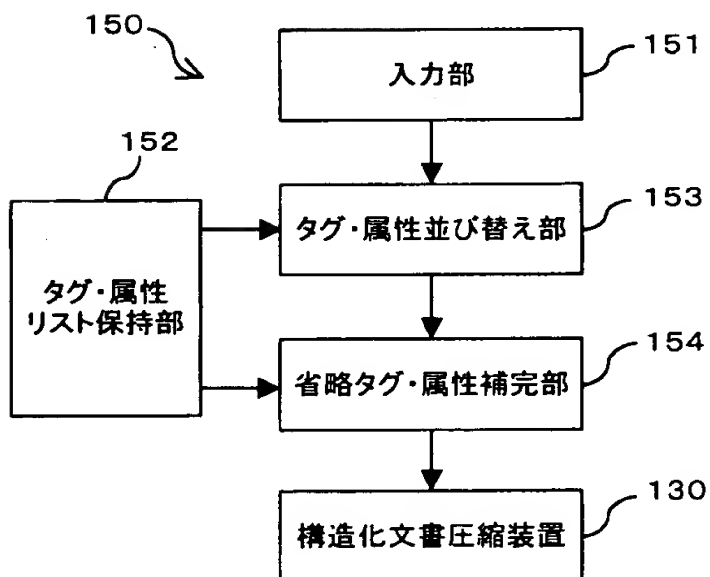 150
入力部
151
152
タグ・属性
リスト保持部
タグ・属性並び替え部
153
省略タグ・属性補完部
154
構造化文書圧縮装置
130